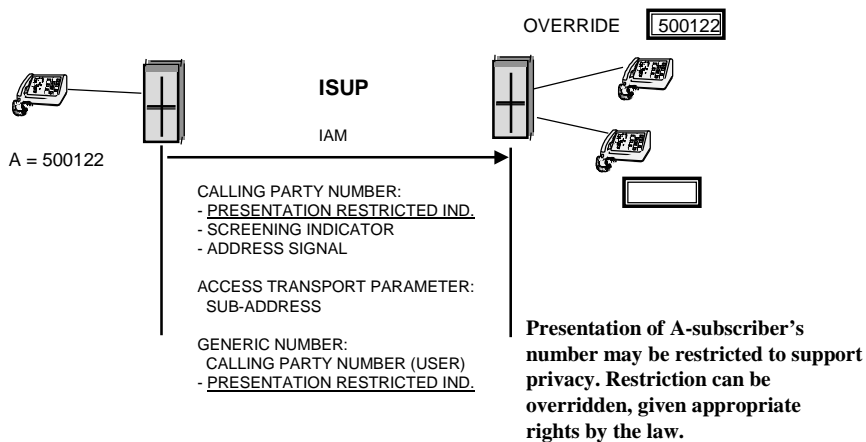 OVERRIDE 500122
ISUP
IAM
A = 500122
CALLING PARTY NUMBER:
- PRESENTATION RESTRICTED IND.
- SCREENING INDICATOR
- ADDRESS SIGNAL
ACCESS TRANSPORT PARAMETER:
SUB-ADDRESS
GENERIC NUMBER:
CALLING PARTY NUMBER (USER)
- PRESENTATION RESTRICTED IND.
Presentation of A-subscriber's
number may be restricted to support
privacy. Restriction can be
overridden, given appropriate
rights by the law.